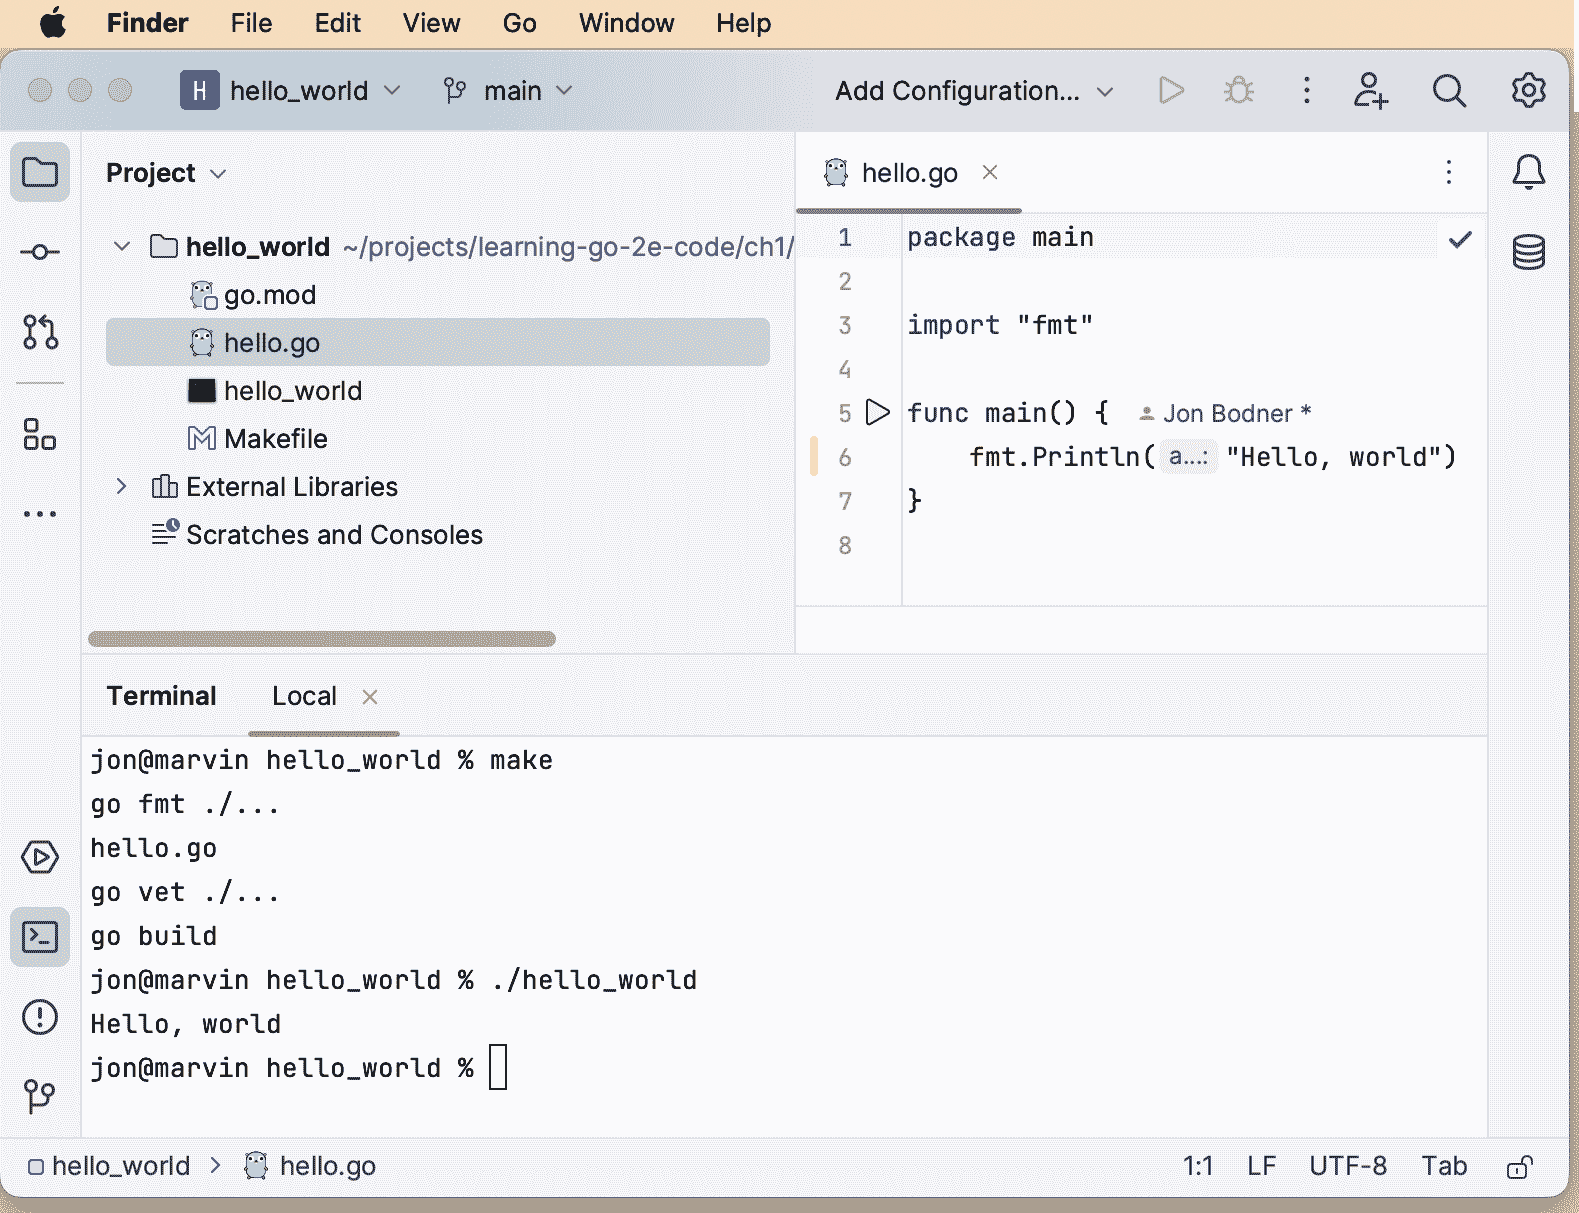 Finder File Edit View Go Window Help
H hello_world main Add Configuration...
Project
hello_world ~/projects/learning-go-2e-code/ch1/
go.mod
hello.go
hello_world
Makefile
External Libraries
Scratches and Consoles
hello.go
1 package main
2
3 import "fmt"
4
5 func main() { Jon Bodner *
6 fmt.Println( a...: "Hello, world")
7 }
8
Terminal Local
jon@marvin hello_world % make
go fmt ./...
hello.go
go vet ./...
go build
jon@marvin hello_world % ./hello_world
Hello, world
jon@marvin hello_world %
hello_world > hello.go 1:1 LF UTF-8 Tab